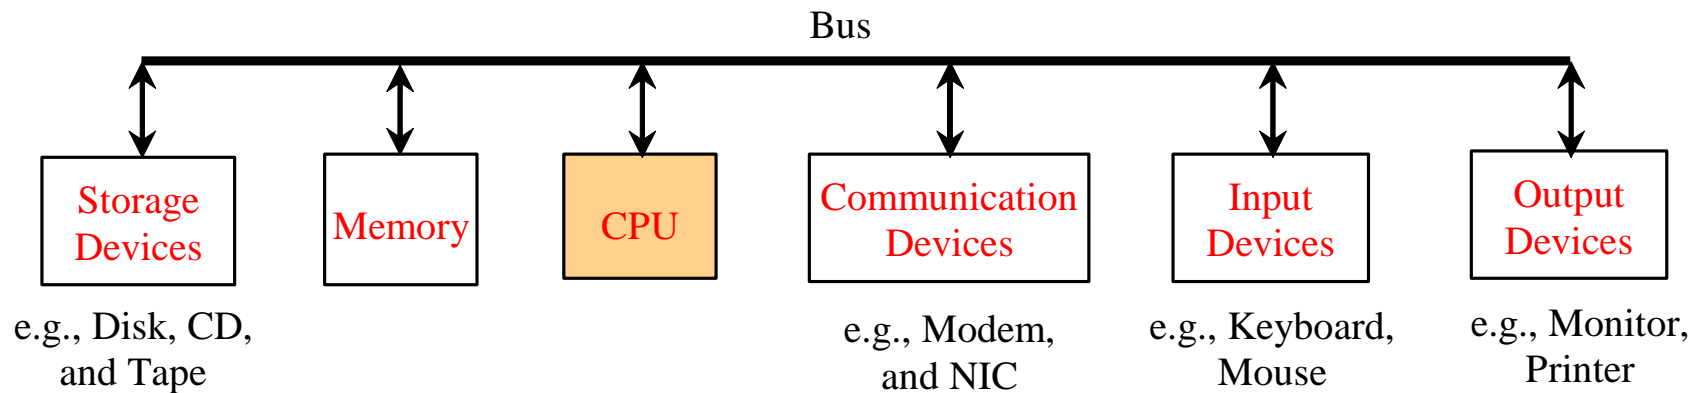 Bus
Storage
Devices
Memory
CPU
Communication
Devices
Input
Devices
Output
Devices
e.g., Disk, CD,
and Tape
e.g., Modem,
and NIC
e.g., Keyboard,
Mouse
e.g., Monitor,
Printer